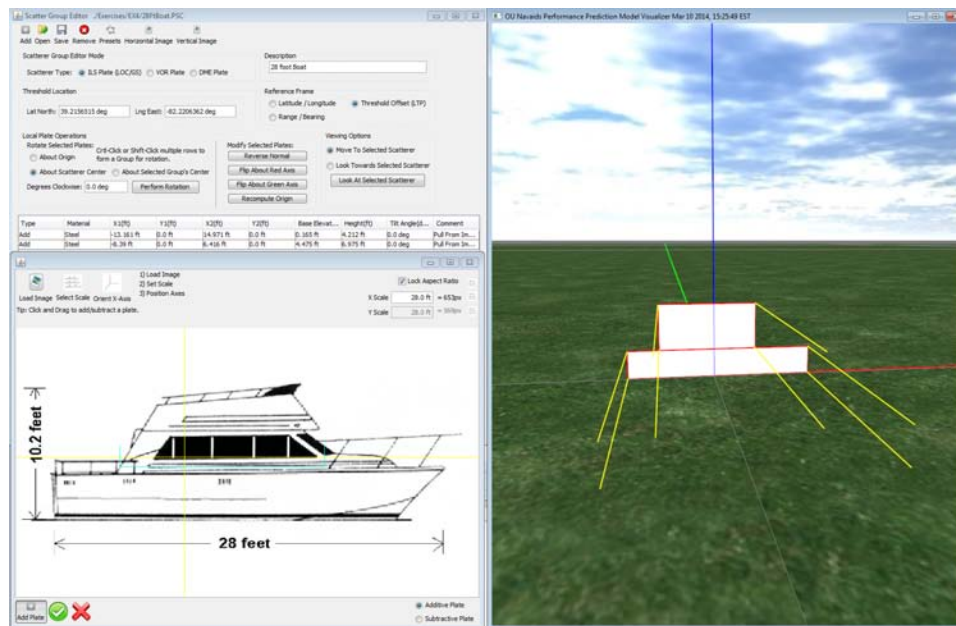 Scatter Group Editor ./Exercises/EX4/28FtBoat.PSC
Add Open Save Remove Presets Horizontal Image Vertical Image
Scatterer Group Editor Mode
Scatterer Type: ILS Plate (LOC/GS) VOR Plate DME Plate
Description
28 foot Boat
Threshold Location
Lat North: 39.2156515 deg Lng East: -82.2206362 deg
Reference Frame
Latitude / Longitude Threshold Offset (LTP)
Range / Bearing
Local Plate Operations
Rotate Selected Plates:
Crtl-Click or Shift-Click multiple rows to form a Group for rotation.
About Origin
About Scatterer Center About Selected Group's Center
Degrees Clockwise: 0.0 deg Perform Rotation
Modify Selected Plates:
Reverse Normal
Flip About Red Axis
Flip About Green Axis
Recompute Origin
Viewing Options
Move To Selected Scatterer
Look Towards Selected Scatterer
Look At Selected Scatterer
Type Material X1(ft) Y1(ft) X2(ft) Y2(ft) Base Elevat... Height(ft) Tilt Angle(d... Comment
Add Steel -13.161 ft 0.0 ft 14.971 ft 0.0 ft 0.165 ft 4.212 ft 0.0 deg Pull From Im...
Add Steel -8.39 ft 0.0 ft 6.416 ft 0.0 ft 4.475 ft 6.975 ft 0.0 deg Pull From Im...
Load Image Select Scale Orient X-Axis
1) Load Image
2) Set Scale
3) Position Axes
Tip: Click and Drag to add/subtract a plate.
Lock Aspect Ratio
X Scale 28.0 ft = 653px
Y Scale 28.0 ft
10.2 feet
28 feet
Add Plate
Additive Plate
Subtractive Plate
OU Navaids Performance Prediction Model Visualizer Mar 10 2014, 15:25:49 EST